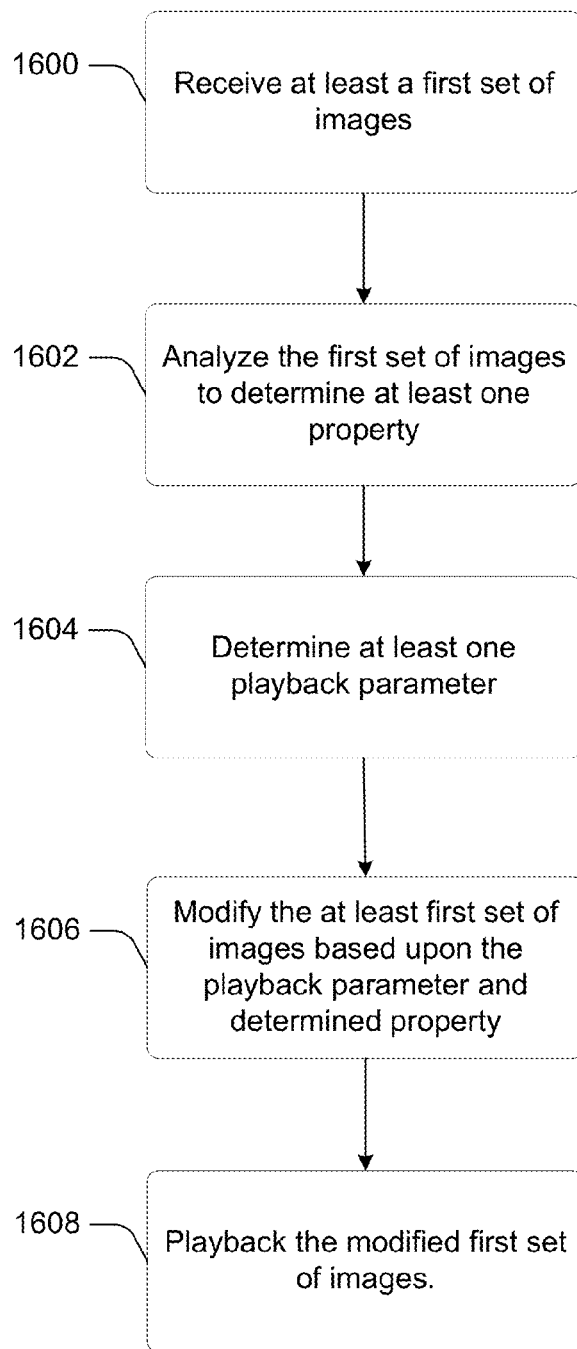 1600
Receive at least a first set of
images
1602
Analyze the first set of images
to determine at least one
property
1604
Determine at least one
playback parameter
1606
Modify the at least first set of
images based upon the
playback parameter and
determined property
1608
Playback the modified first set
of images.